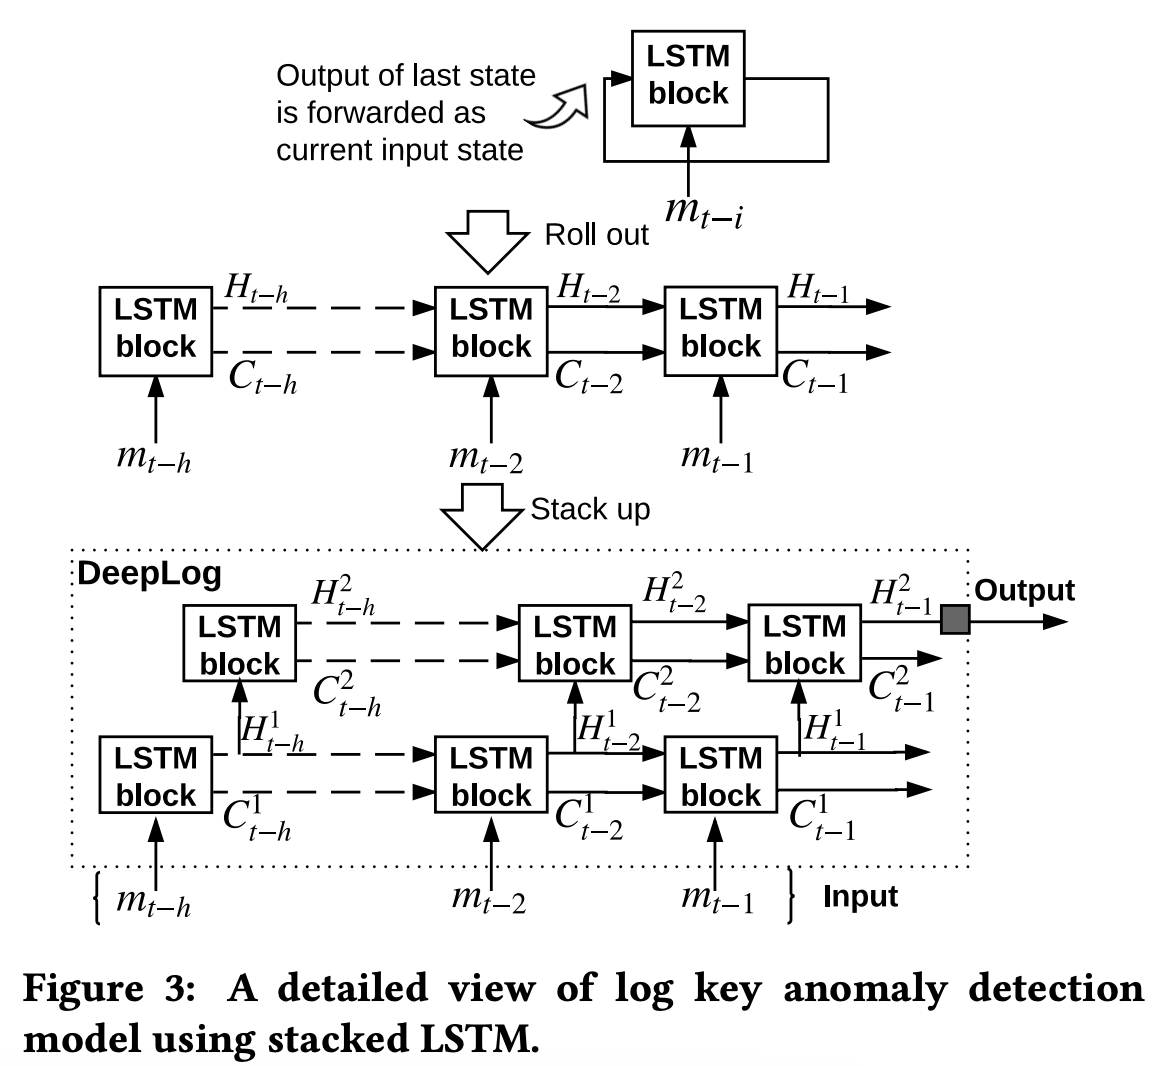 LSTM
block
Output of last state
is forwarded as
current input state
m_{t−i}
Roll out
H_{t−h} H_{t−2} H_{t−1}
LSTM LSTM LSTM
block block block
C_{t−h} C_{t−2} C_{t−1}
m_{t−h} m_{t−2} m_{t−1}
Stack up
DeepLog
H^2_{t−h} H^2_{t−2} H^2_{t−1} Output
LSTM LSTM LSTM
block block block
C^2_{t−h} C^2_{t−2} C^2_{t−1}
H^1_{t−h} H^1_{t−2} H^1_{t−1}
LSTM LSTM LSTM
block block block
C^1_{t−h} C^1_{t−2} C^1_{t−1}
{ m_{t−h} m_{t−2} m_{t−1} } Input
Figure 3: A detailed view of log key anomaly detection
model using stacked LSTM.